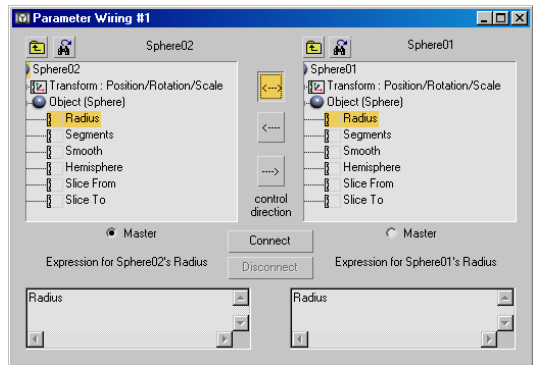 Parameter Wiring #1
Sphere02
Sphere01
Sphere02
Transform : Position/Rotation/Scale
Object (Sphere)
Radius
Segments
Smooth
Hemisphere
Slice From
Slice To
<--->
<----
---->
control
direction
Sphere01
Transform : Position/Rotation/Scale
Object (Sphere)
Radius
Segments
Smooth
Hemisphere
Slice From
Slice To
Master
Connect
Master
Expression for Sphere02's Radius
Disconnect
Expression for Sphere01's Radius
Radius
Radius